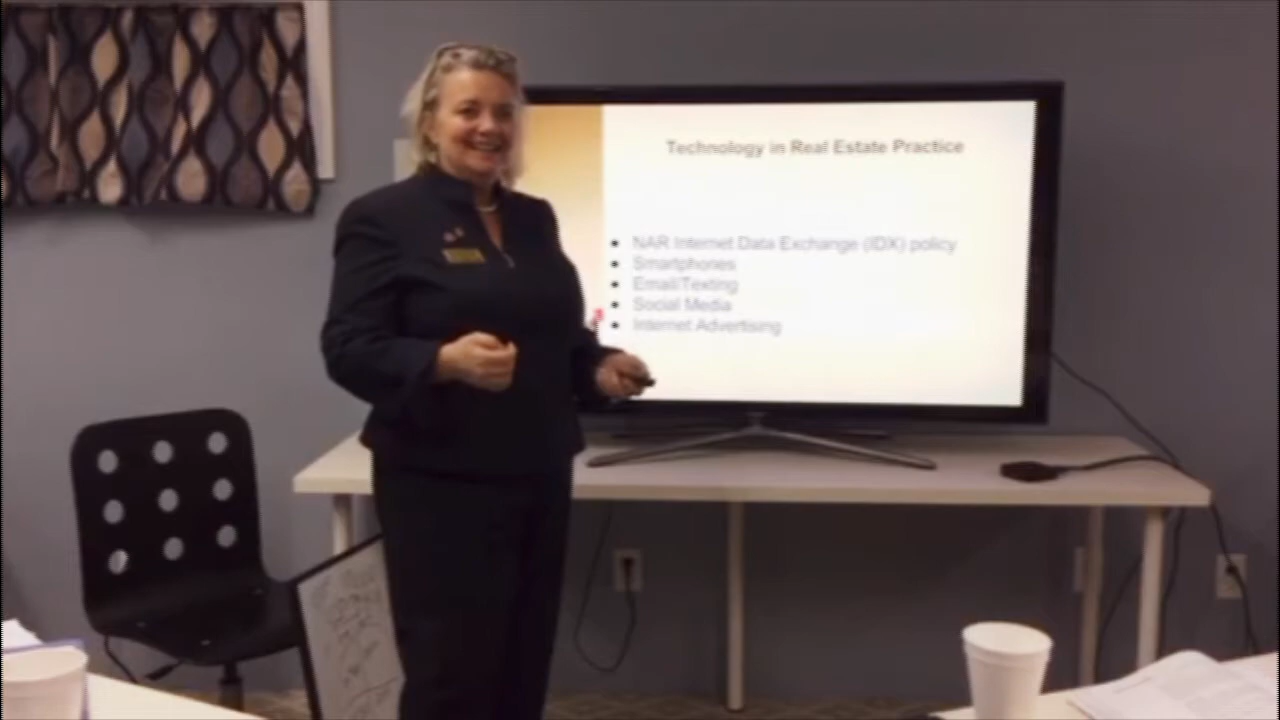 Technology in Real Estate Practice
NAR Internet Data Exchange (IDX) policy
Smartphones
Email/Texting
Social Media
Internet Advertising